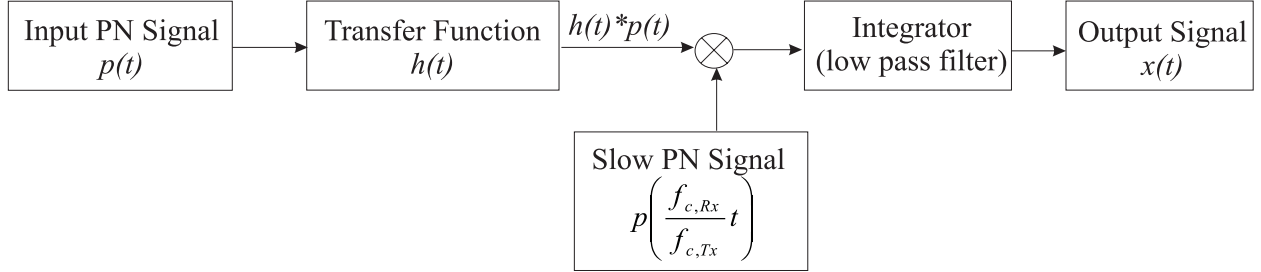 Input PN Signal
p(t)
Transfer Function
h(t)
h(t)*p(t)
Integrator
(low pass filter)
Output Signal
x(t)
Slow PN Signal
p(f_{c,Rx}/f_{c,Tx} t)